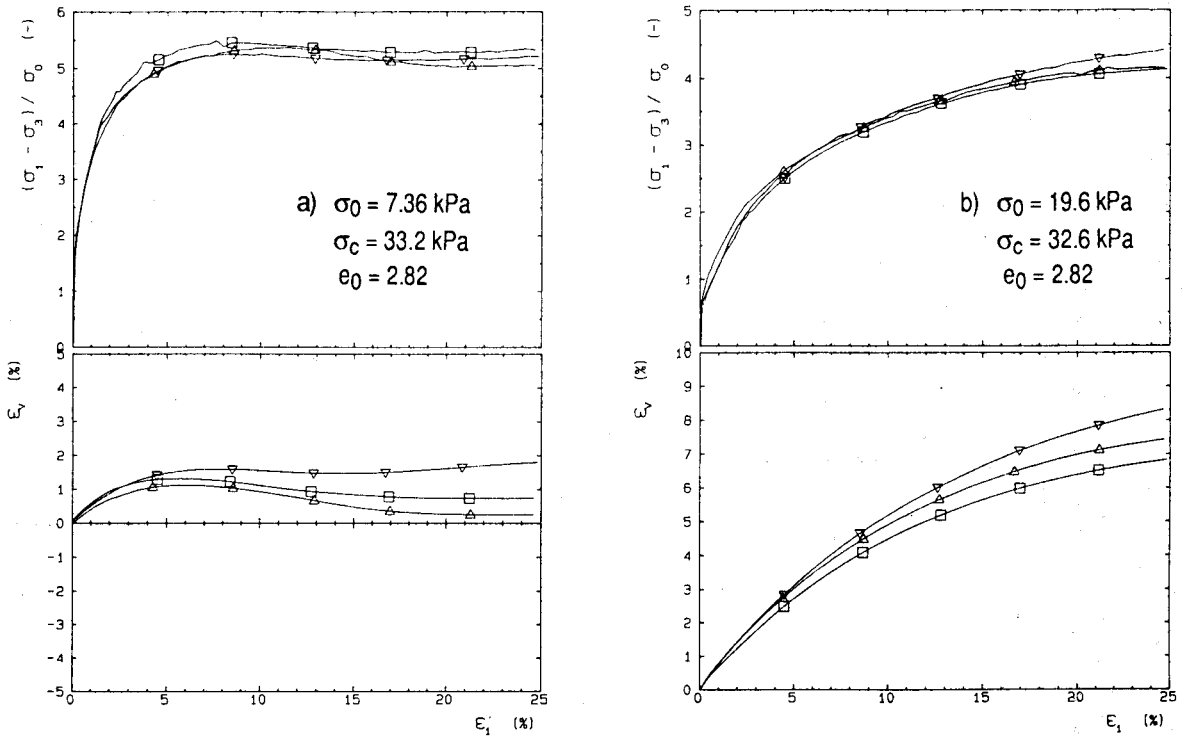 (σ₁ - σ₃) / σ₀ (-)
6
5
4
3
2
1
0
a) σ0 = 7.36 kPa
σc = 33.2 kPa
e0 = 2.82
εᵥ (%)
5
4
3
2
1
0
-1
-2
-3
-4
-5
0 5 10 15 20 25
ε₁ (%)
(σ₁ - σ₃) / σ₀ (-)
5
4
3
2
1
0
b) σ0 = 19.6 kPa
σc = 32.6 kPa
e0 = 2.82
εᵥ (%)
10
9
8
7
6
5
4
3
2
1
0
0 5 10 15 20 25
ε₁ (%)